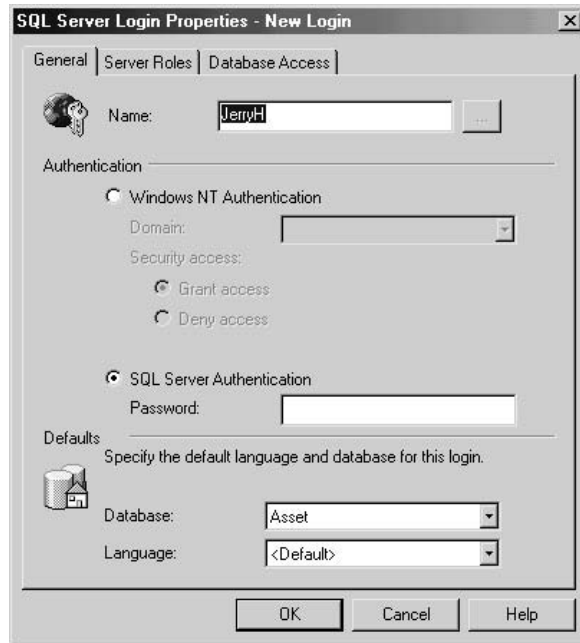 SQL Server Login Properties - New Login
General Server Roles Database Access
Name: JerryH ...
Authentication
Windows NT Authentication
Domain:
Security access:
Grant access
Deny access
SQL Server Authentication
Password:
Defaults
Specify the default language and database for this login.
Database: Asset
Language: <Default>
OK Cancel Help